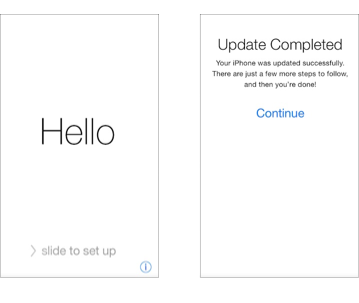 Hello
> slide to set up
Update Completed
Your iPhone was updated successfully.
There are just a few more steps to follow,
and then you're done!
Continue